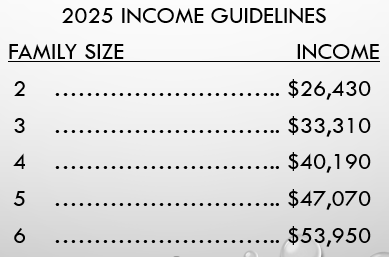 2025 INCOME GUIDELINES
FAMILY SIZE INCOME
2 ................................ $26,430
3 ................................ $33,310
4 ................................ $40,190
5 ................................ $47,070
6 ................................ $53,950